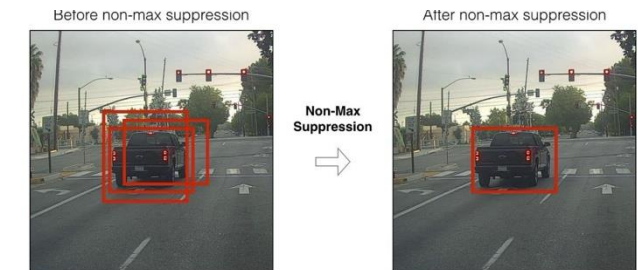 Before non-max suppression
After non-max suppression
Non-Max
Suppression